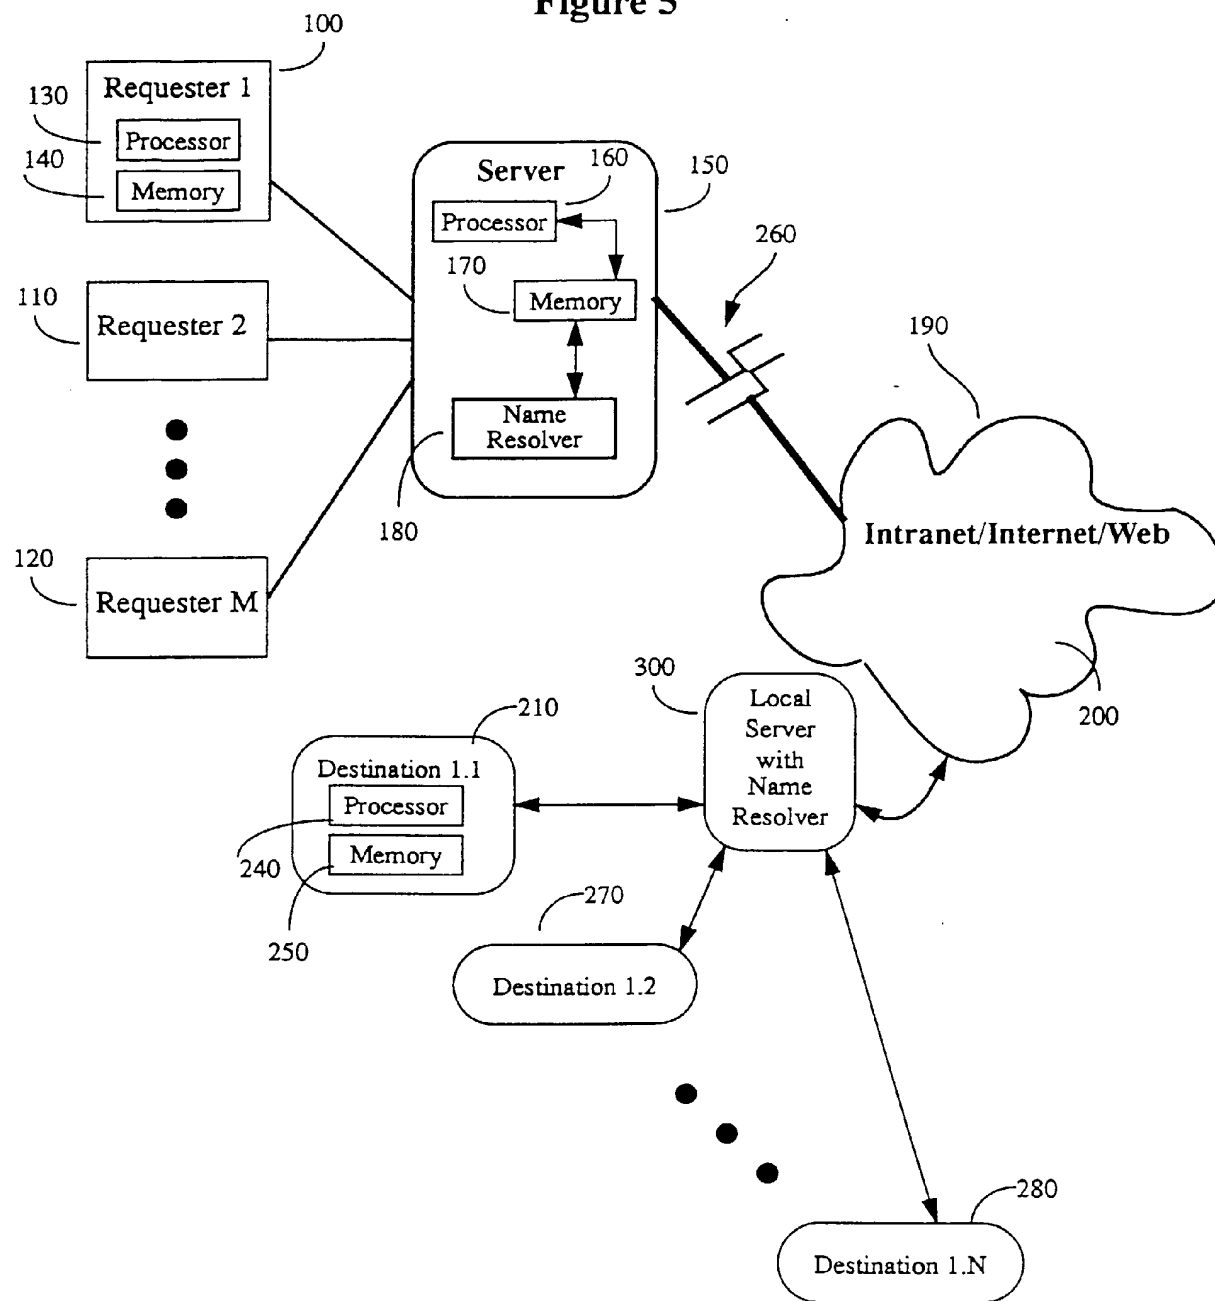 Figure 5
100
Requester 1
130
Processor
140
Memory
110
Requester 2
120
Requester M
Server
160
150
Processor
170
Memory
Name
Resolver
180
260
190
Intranet/Internet/Web
200
300
Local
Server
with
Name
Resolver
210
Destination 1.1
Processor
240
Memory
250
270
Destination 1.2
280
Destination 1.N